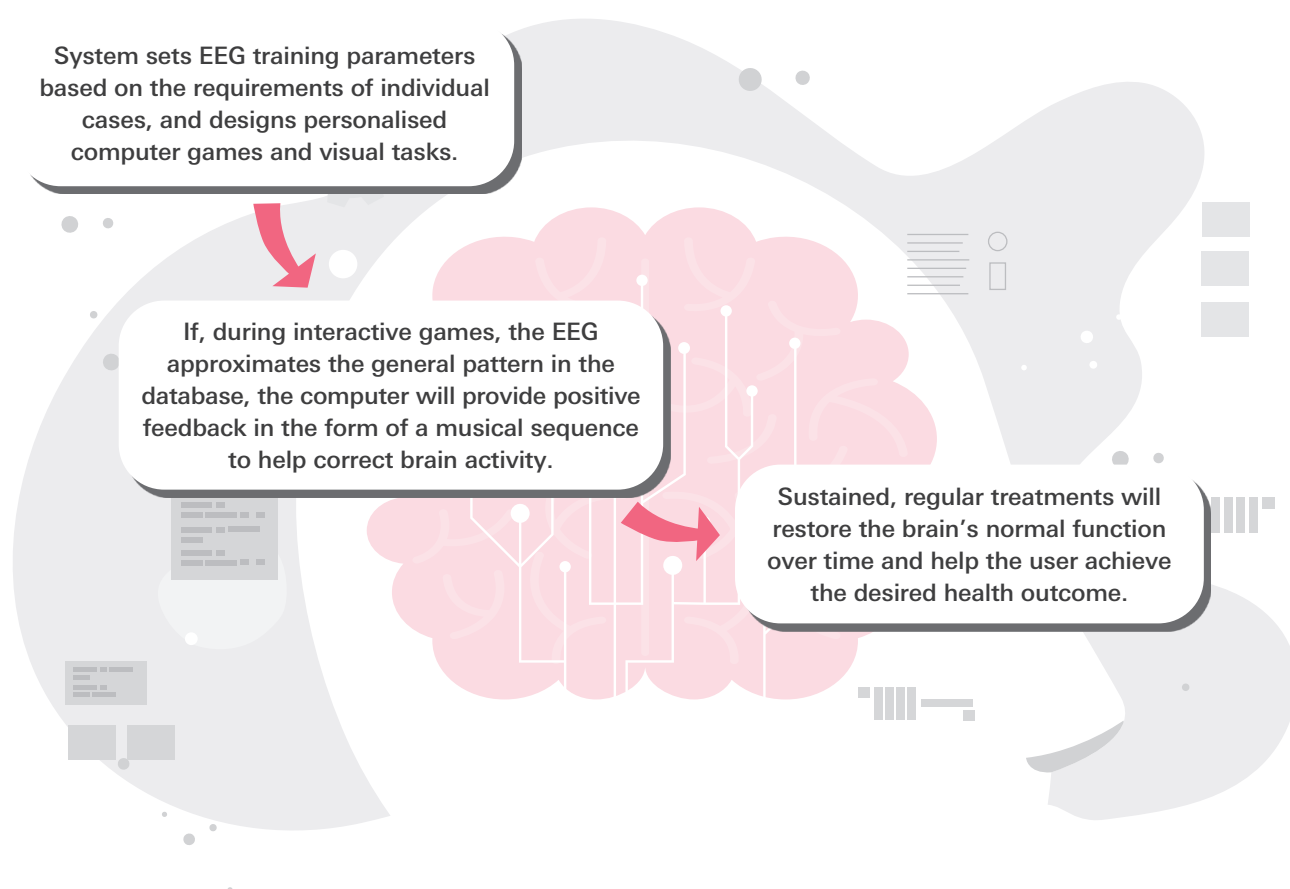 System sets EEG training parameters
based on the requirements of individual
cases, and designs personalised
computer games and visual tasks.
If, during interactive games, the EEG
approximates the general pattern in the
database, the computer will provide positive
feedback in the form of a musical sequence
to help correct brain activity.
Sustained, regular treatments will
restore the brain’s normal function
over time and help the user achieve
the desired health outcome.